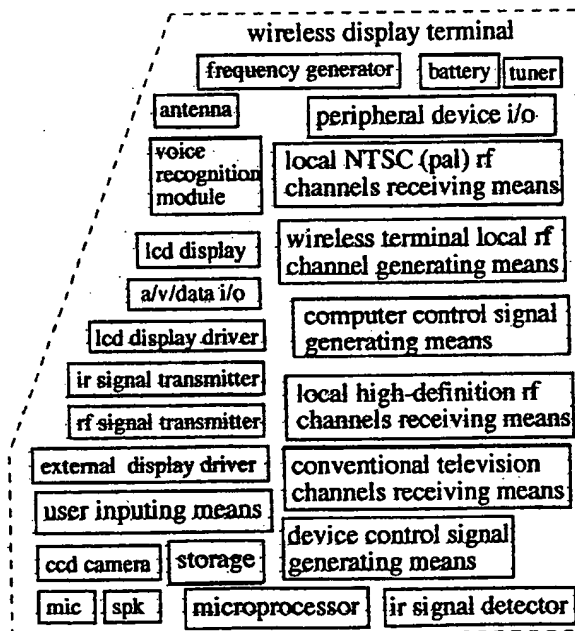 wireless display terminal
frequency generator battery tuner
antenna peripheral device i/o
voice
recognition
module
local NTSC (pal) rf
channels receiving means
lcd display
wireless terminal local rf
channel generating means
a/v/data i/o
computer control signal
generating means
lcd display driver
ir signal transmitter
local high-definition rf
channels receiving means
rf signal transmitter
external display driver
conventional television
channels receiving means
user inputing means
device control signal
generating means
ccd camera storage
mic spk microprocessor ir signal detector